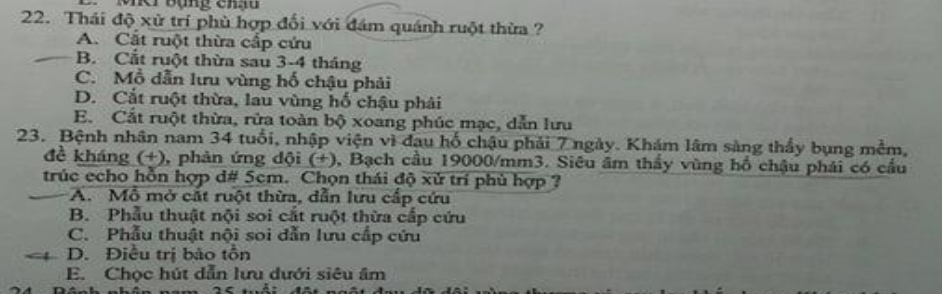 MRI bụng chậu
22. Thái độ xử trí phù hợp đối với đám quánh ruột thừa ?
A. Cắt ruột thừa cấp cứu
B. Cắt ruột thừa sau 3-4 tháng
C. Mổ dẫn lưu vùng hố chậu phải
D. Cắt ruột thừa, lau vùng hố chậu phải
E. Cắt ruột thừa, rửa toàn bộ xoang phúc mạc, dẫn lưu
23. Bệnh nhân nam 34 tuổi, nhập viện vì đau hố chậu phải 7 ngày. Khám lâm sàng thấy bụng mềm,
đề kháng (+), phản ứng dội (+), Bạch cầu 19000/mm3. Siêu âm thấy vùng hố chậu phải có cấu
trúc echo hỗn hợp d# 5cm. Chọn thái độ xử trí phù hợp ?
A. Mổ mở cắt ruột thừa, dẫn lưu cấp cứu
B. Phẫu thuật nội soi cắt ruột thừa cấp cứu
C. Phẫu thuật nội soi dẫn lưu cấp cứu
D. Điều trị bảo tồn
E. Chọc hút dẫn lưu dưới siêu âm
24. Bệnh nhân nam 35 tuổi, đột ngột đau dữ dội vùng thượng vị